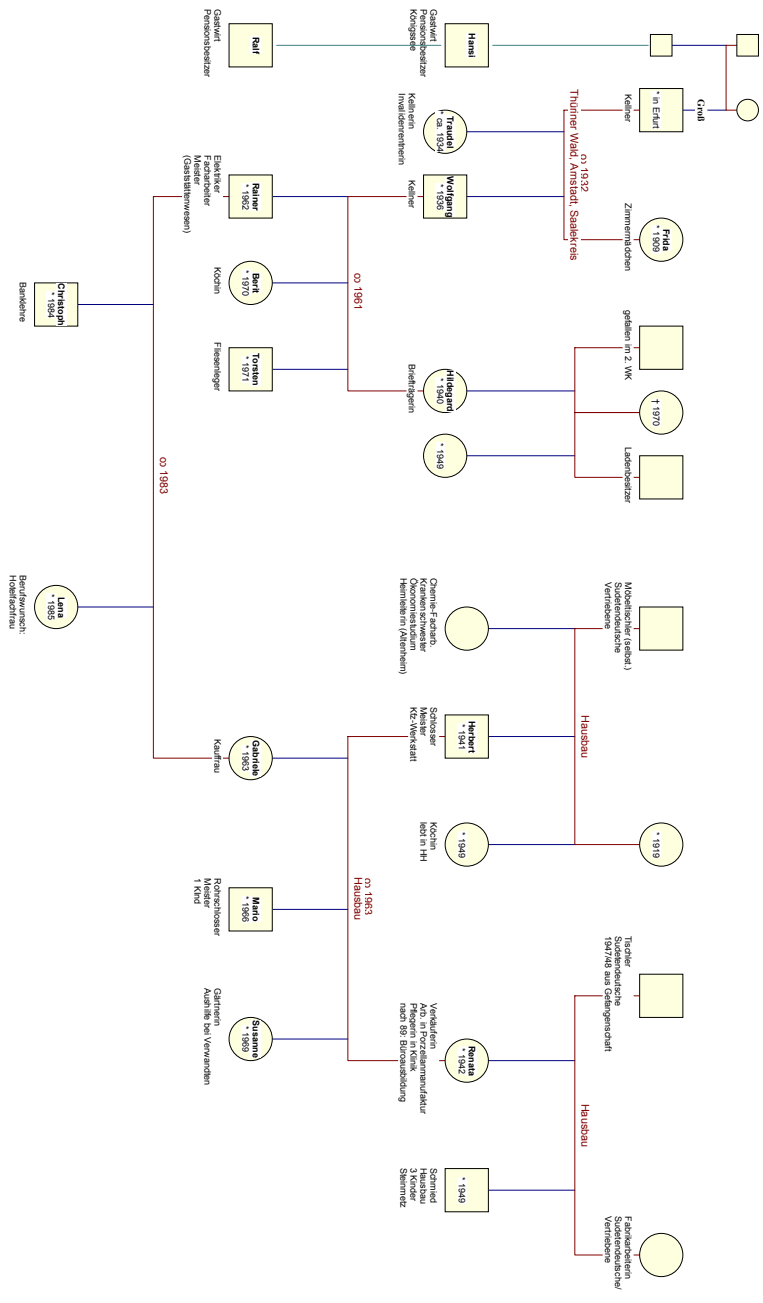 Groß
* in Erfurt
Kellner
Frida
* 1909
Zimmermädchen
∞ 1932
Thüriner Wald, Arnstadt, Saalekreis
gefallen im 2. WK
† 1970
Ladenbesitzer
Möbeltischler (selbst.)
Sudetendeutsche
Vertriebene
Hausbau
* 1919
Tischler
Sudetendeutsche
1947/48 aus Gefangenschaft
Hausbau
Fabrikarbeiterin
Sudetendeutsche/
Vertriebene
Hansi
Gastwirt
Pensionsbesitzer
Königssee
Traudel
* ca. 1934
Kellnerin
Invalidenrentnerin
Wolfgang
* 1936
Kellner
∞ 1961
Hildegard
* 1940
Briefträgerin
* 1949
Chemie-Facharb.
Krankenschwester
Ökonomiestudium
Heimleiterin (Altenheim)
Herbert
* 1941
Schlosser
Meister
Kfz-Werkstatt
* 1949
Köchin
lebt in HH
∞ 1963
Hausbau
Renata
* 1942
Verkäuferin
Arb. in Porzellanmanufaktur
Pflegerin in Klinik
nach 89: Büroausbildung
* 1949
Schmied
Hausbau
3 Kinder
Steinmetz
Ralf
Gastwirt
Pensionsbesitzer
Rainer
* 1962
Elektriker
Facharbeiter
Meister
(Gaststättenwesen)
Berit
* 1970
Köchin
Torsten
* 1971
Fliesenleger
∞ 1983
Gabriele
* 1963
Kauffrau
Mario
* 1966
Rohrschlosser
Meister
1 Kind
Susanne
* 1969
Gärtnerin
Aushilfe bei Verwandten
Christoph
* 1984
Banklehre
Lena
* 1985
Berufswunsch:
Hotelfachfrau